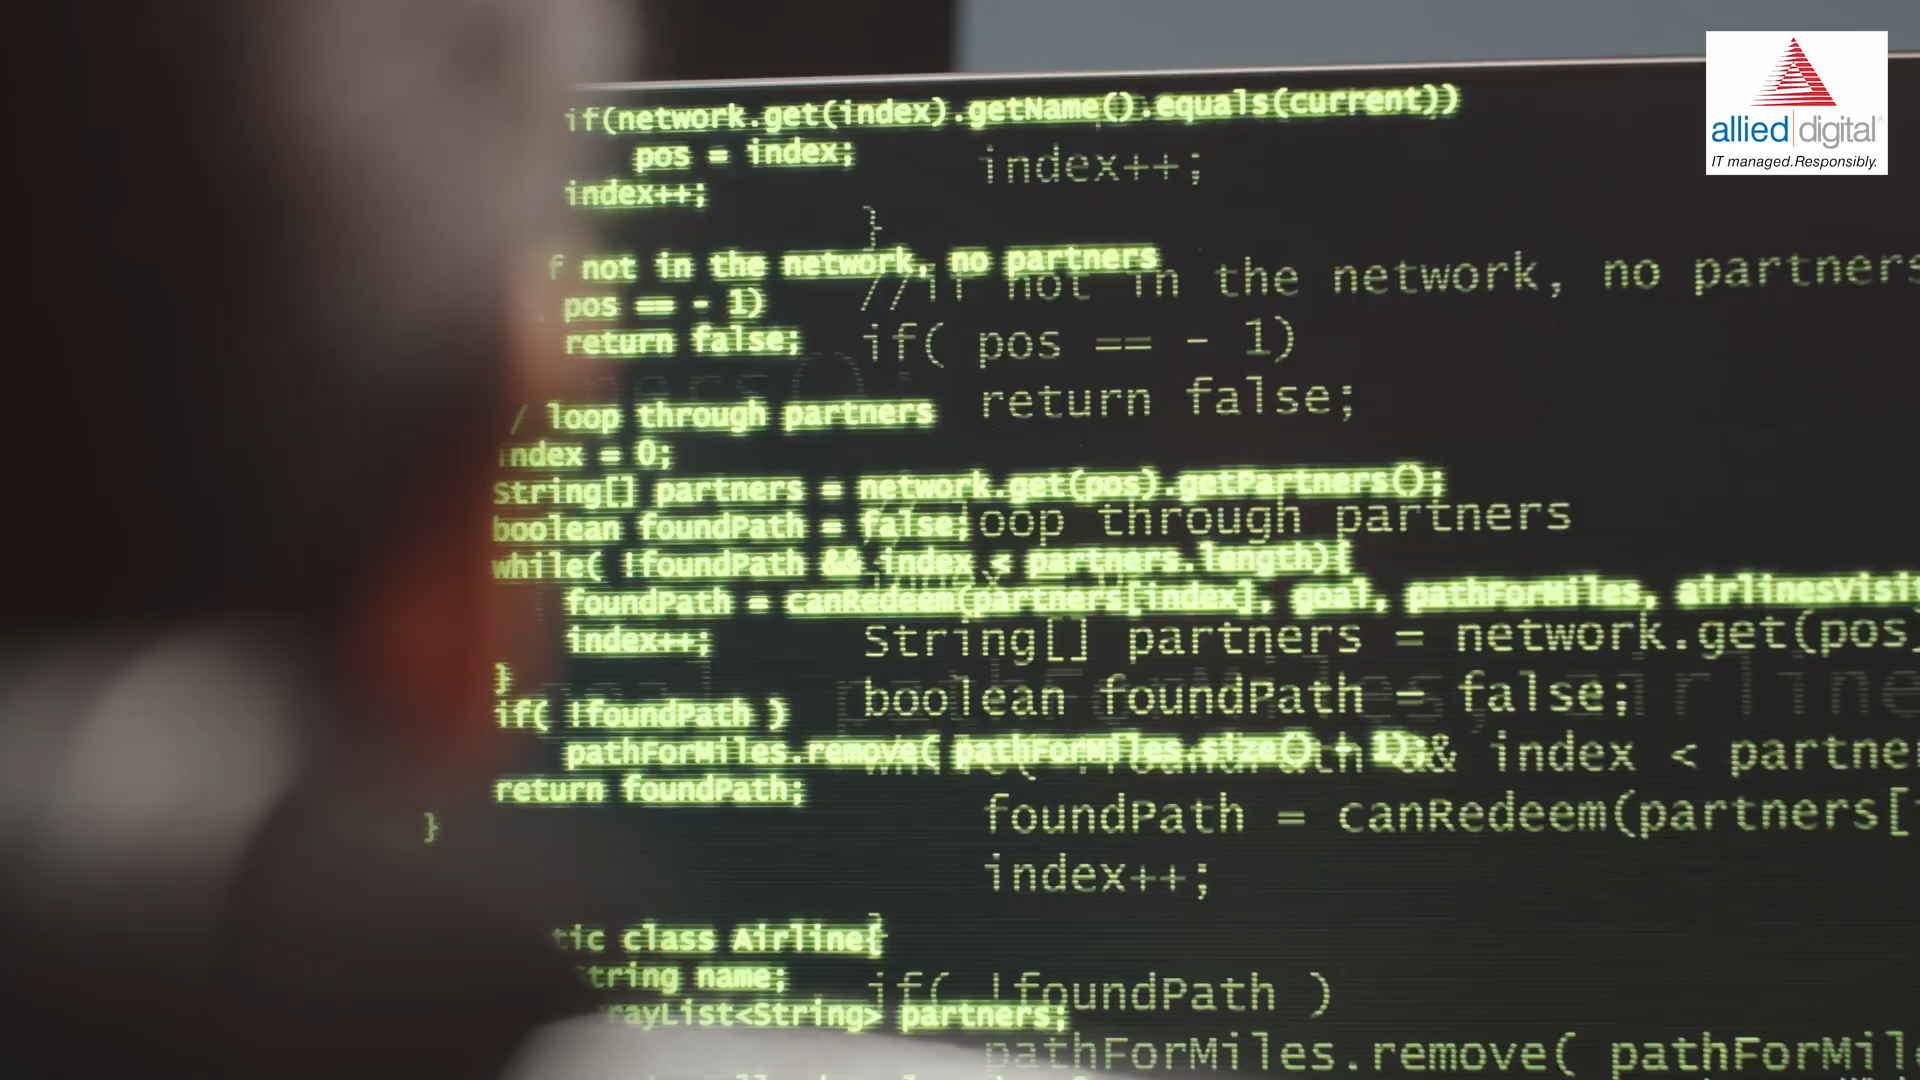 if(network.get(index).getName().equals(current))
pos = index;
index++;
f not in the network, no partners
pos == - 1)
return false;
/ loop through partners
index = 0;
String[] partners = network.get(pos).getPartners();
boolean foundPath = false;
while( !foundPath && index < partners.length){
foundPath = canRedeem(partners[index], goal, pathForMiles, airlinesVisi
index++;
}
if( !foundPath )
pathForMiles.remove( pathForMiles.size() - 1);
return foundPath;
}
tic class Airline{
tring name;
rayList<String> partners;
index++;
}
//if not in the network, no partners
if( pos == - 1)
return false;
loop through partners
String[] partners = network.get(pos
boolean foundPath = false;
&& index < partne
foundPath = canRedeem(partners[
index++;
}
if( !foundPath )
pathForMiles.remove( pathForMil
allied digital®
IT managed.Responsibly.